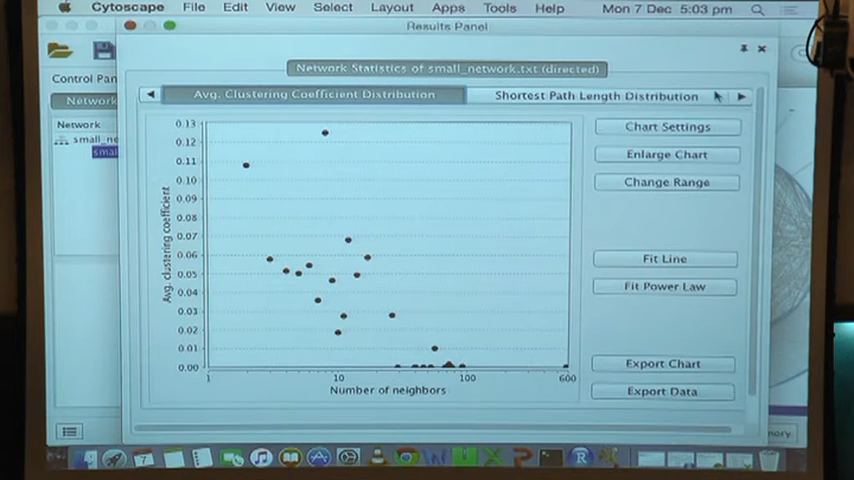 Cytoscape File Edit View Select Layout Apps Tools Help Mon 7 Dec 5:03 pm
Results Panel
Control Pan
Network Statistics of small_network.txt (directed)
Network
Avg. Clustering Coefficient Distribution
Shortest Path Length Distribution
Network
small_ne
smal
0.13
0.12
0.11
0.10
0.09
0.08
0.07
0.06
0.05
0.04
0.03
0.02
0.01
0.00
Avg. clustering coefficient
1 10 100 600
Number of neighbors
Chart Settings
Enlarge Chart
Change Range
Fit Line
Fit Power Law
Export Chart
Export Data
mory
7
W
X
P
R